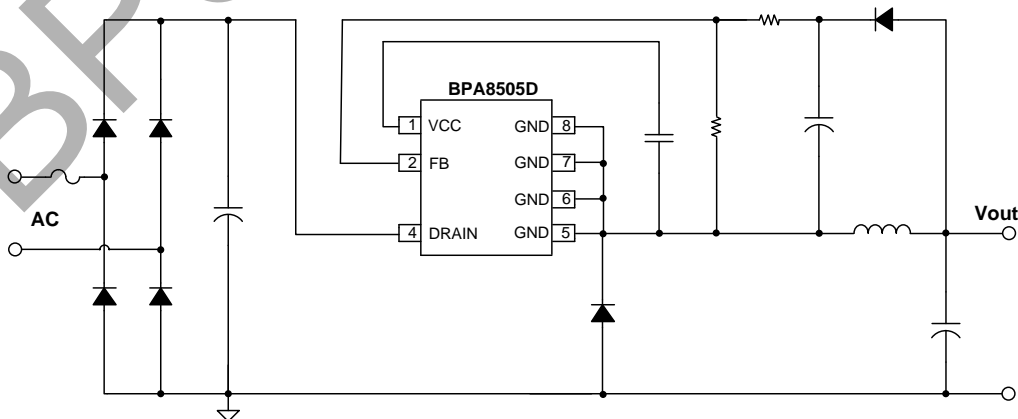 BPA8505D
1 VCC GND 8
2 FB GND 7
GND 6
4 DRAIN GND 5
AC
Vout